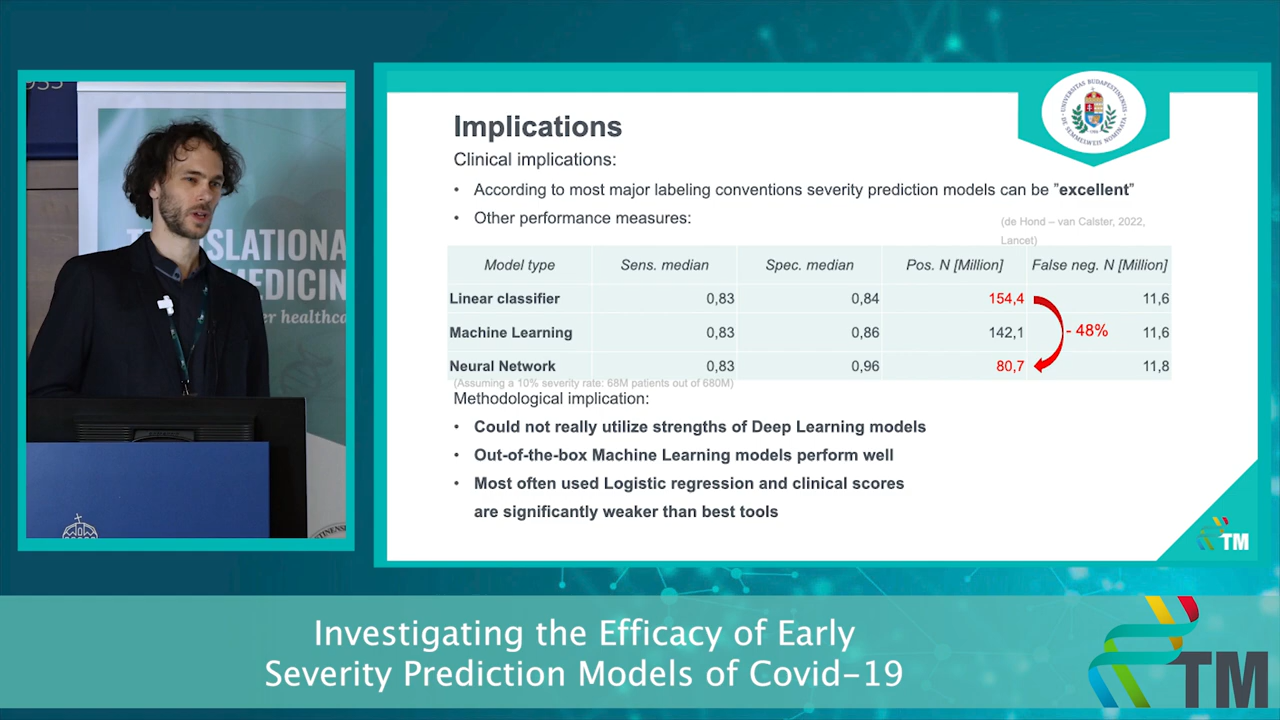 SLATIONA
MEDICIN
er healthca
Implications
Clinical implications:
• According to most major labeling conventions severity prediction models can be ”excellent”
• Other performance measures:
(de Hond – van Calster, 2022,
Lancet)
Model type Sens. median Spec. median Pos. N [Million] False neg. N [Million]
Linear classifier 0,83 0,84 154,4 11,6
Machine Learning 0,83 0,86 142,1 11,6
- 48%
Neural Network 0,83 0,96 80,7 11,8
(Assuming a 10% severity rate: 68M patients out of 680M)
Methodological implication:
• Could not really utilize strengths of Deep Learning models
• Out-of-the-box Machine Learning models perform well
• Most often used Logistic regression and clinical scores
are significantly weaker than best tools
TM
Investigating the Efficacy of Early
Severity Prediction Models of Covid-19
TM